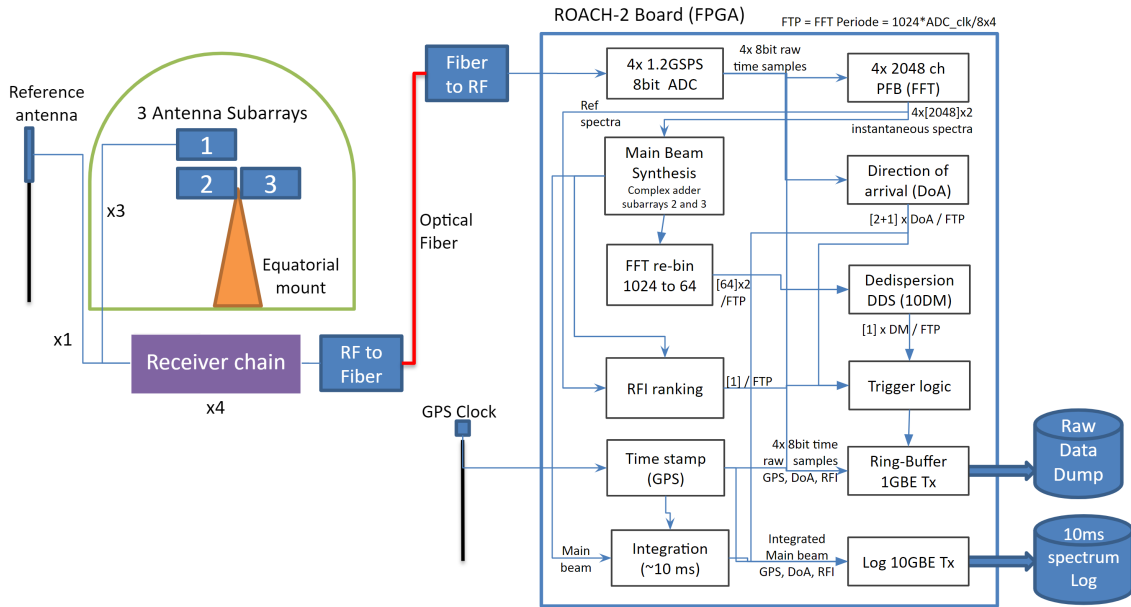 ROACH-2 Board (FPGA)
FTP = FFT Periode = 1024*ADC_clk/8x4
Reference
antenna
3 Antenna Subarrays
1
2
3
x3
Equatorial
mount
x1
Receiver chain
x4
RF to
Fiber
Optical
Fiber
Fiber
to RF
GPS Clock
4x 1.2GSPS
8bit ADC
4x 8bit raw
time samples
4x 2048 ch
PFB (FFT)
Ref
spectra
4x[2048]x2
instantaneous spectra
Main Beam
Synthesis
Complex adder
subarrays 2 and 3
Direction of
arrival (DoA)
[2+1] x DoA / FTP
FFT re-bin
1024 to 64
[64]x2
/FTP
Dedispersion
DDS (10DM)
[1] x DM / FTP
RFI ranking
[1] / FTP
Trigger logic
Time stamp
(GPS)
4x 8bit time
raw samples
GPS, DoA, RFI
Ring-Buffer
1GBE Tx
Raw
Data
Dump
Main
beam
Integration
(~10 ms)
Integrated
Main beam
GPS, DoA, RFI
Log 10GBE Tx
10ms
spectrum
Log